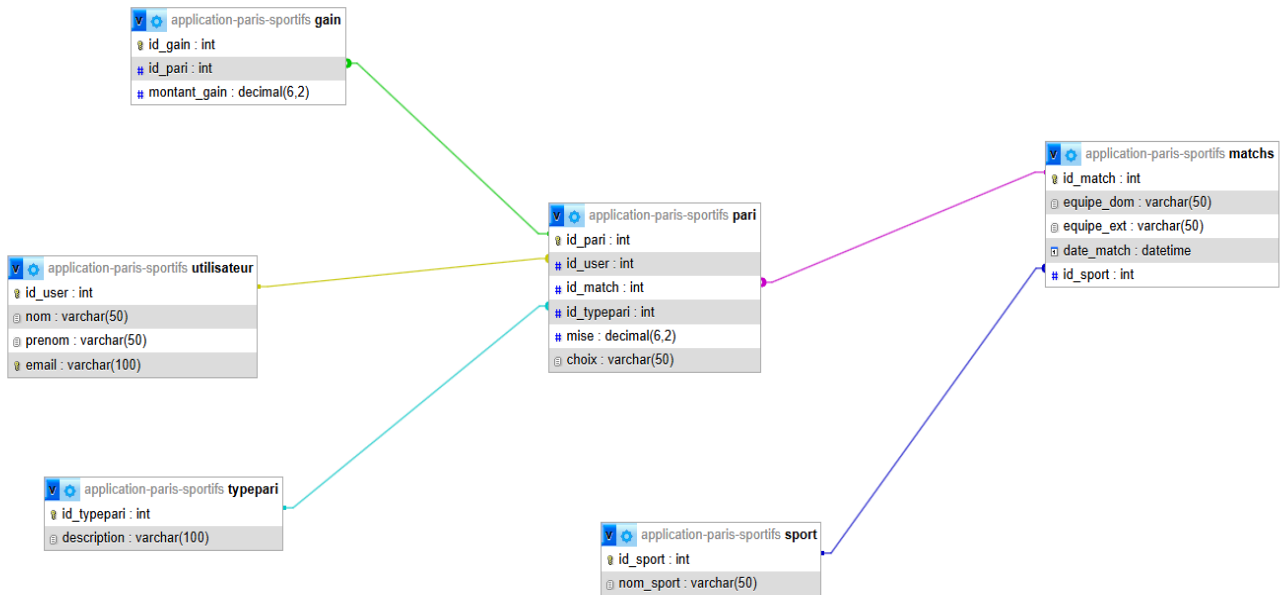 application-paris-sportifs gain
id_gain : int
id_pari : int
montant_gain : decimal(6,2)
application-paris-sportifs matchs
id_match : int
equipe_dom : varchar(50)
equipe_ext : varchar(50)
date_match : datetime
id_sport : int
application-paris-sportifs pari
id_pari : int
id_user : int
id_match : int
id_typepari : int
mise : decimal(6,2)
choix : varchar(50)
application-paris-sportifs utilisateur
id_user : int
nom : varchar(50)
prenom : varchar(50)
email : varchar(100)
application-paris-sportifs typepari
id_typepari : int
description : varchar(100)
application-paris-sportifs sport
id_sport : int
nom_sport : varchar(50)